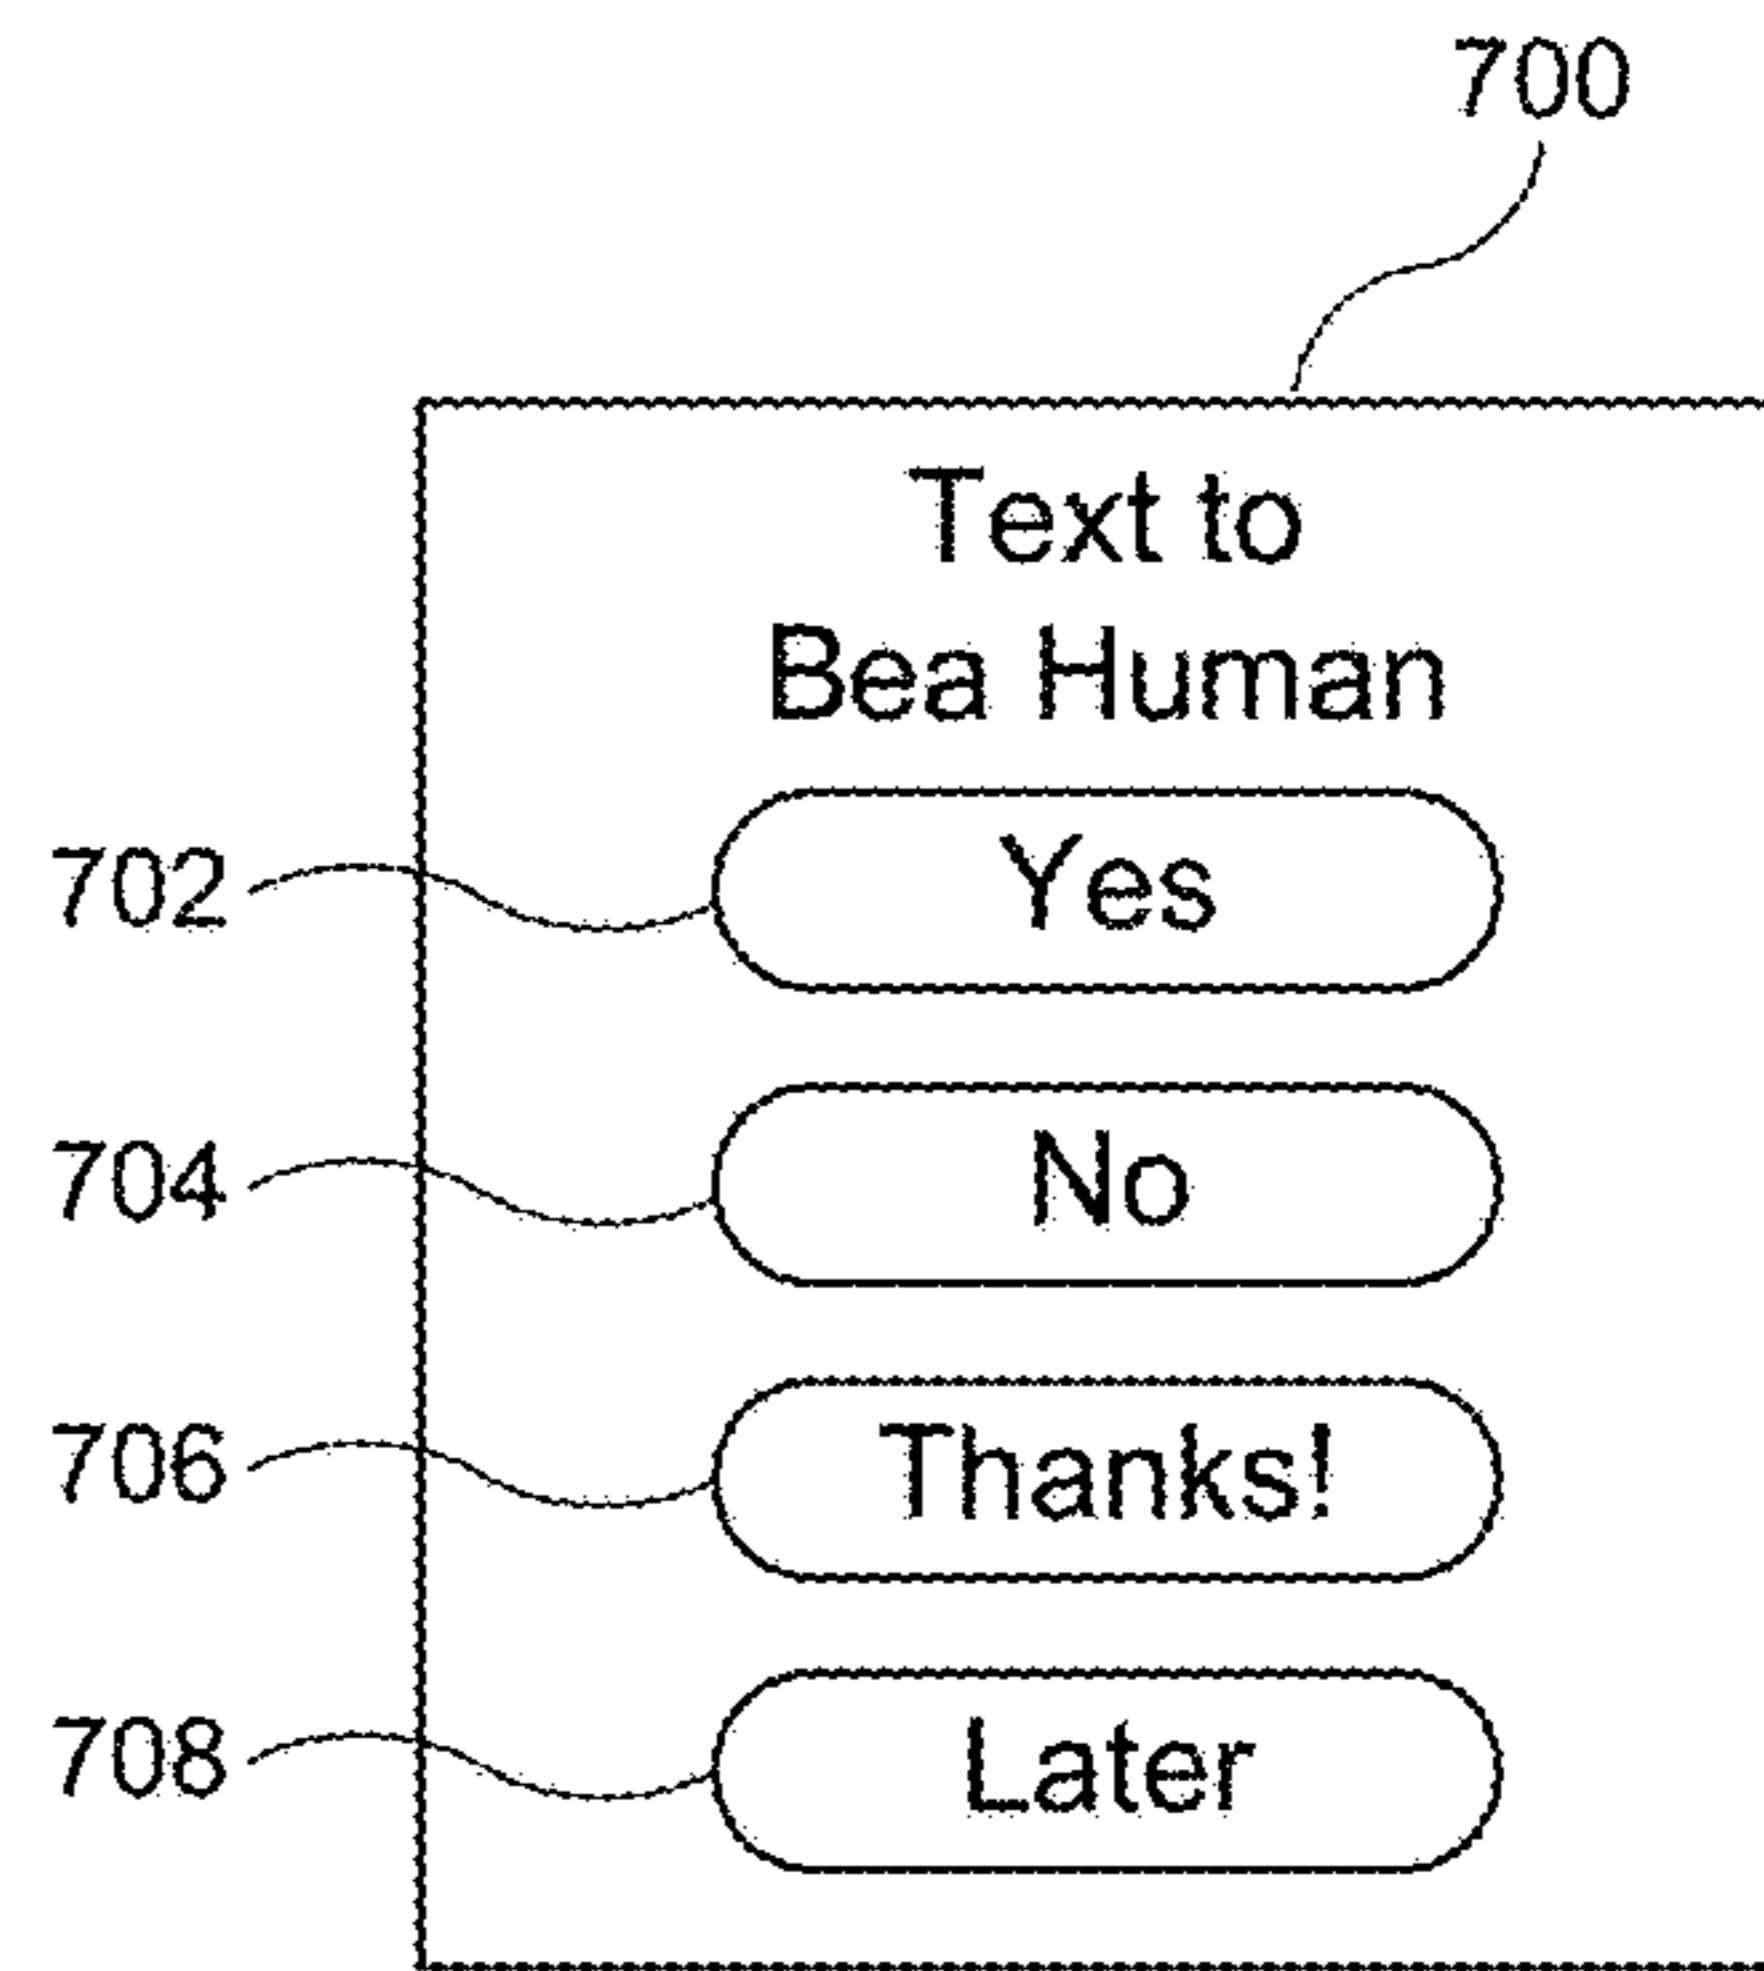 700
Text to
Bea Human
702 Yes
704 No
706 Thanks!
708 Later